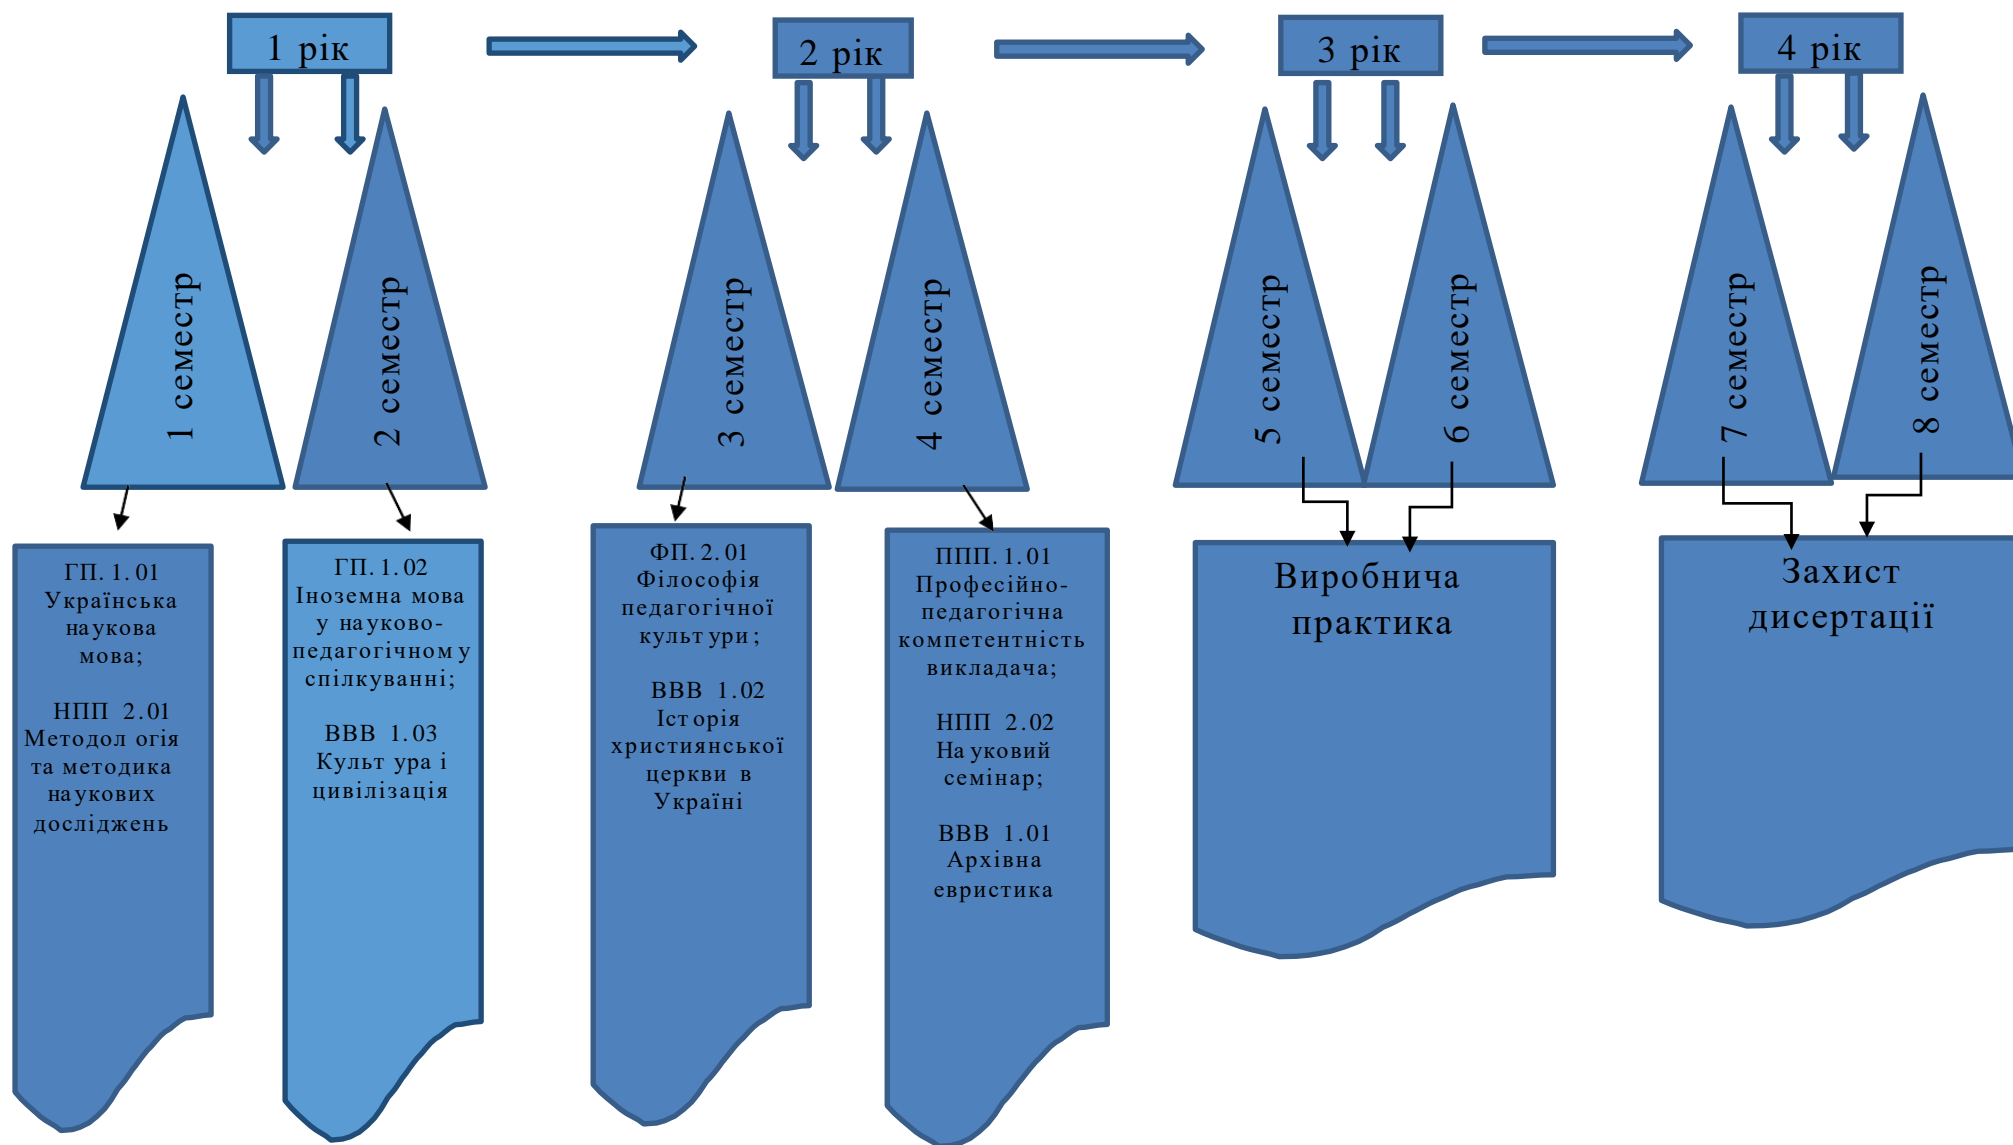 1 рік
2 рік
3 рік
4 рік
1 семестр
2 семестр
3 семестр
4 семестр
5 семестр
6 семестр
7 семестр
8 семестр
ГП.1.01
Українська
наукова
мова;
НПП 2.01
Методологія
та методика
наукових
досліджень
ГП.1.02
Іноземна мова
у науково-
педагогічному
спілкуванні;
ВВВ 1.03
Культура і
цивілізація
ФП.2.01
Філософія
педагогічної
культури;
ВВВ 1.02
Історія
християнської
церкви в
Україні
ППП.1.01
Професійно-
педагогічна
компетентність
викладача;
НПП 2.02
Науковий
семінар;
ВВВ 1.01
Архівна
евристика
Виробнича
практика
Захист
дисертації